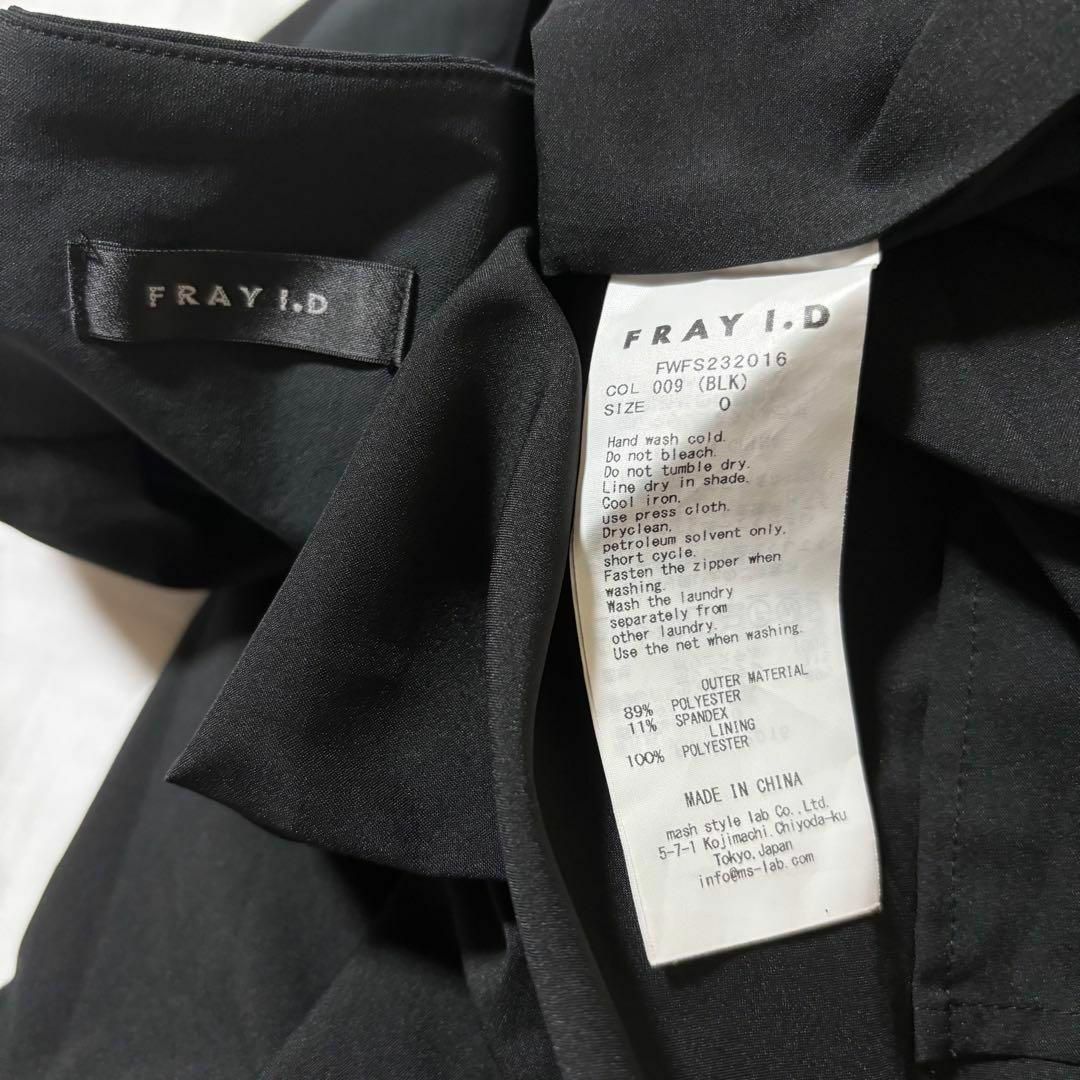 FRAY I.D
FRAY I.D
FWFS232016
COL 009 (BLK)
SIZE 0
Hand wash cold.
Do not bleach.
Do not tumble dry.
Line dry in shade.
Cool iron.
use press cloth.
Dryclean.
petroleum solvent only.
short cycle.
Fasten the zipper when
washing.
Wash the laundry
separately from
other laundry.
Use the net when washing.
OUTER MATERIAL
89% POLYESTER
11% SPANDEX
LINING
100% POLYESTER
MADE IN CHINA
mash style lab Co.,Ltd.
5-7-1 Kojimachi.Chiyoda-ku
Tokyo,Japan
info@ms-lab.com